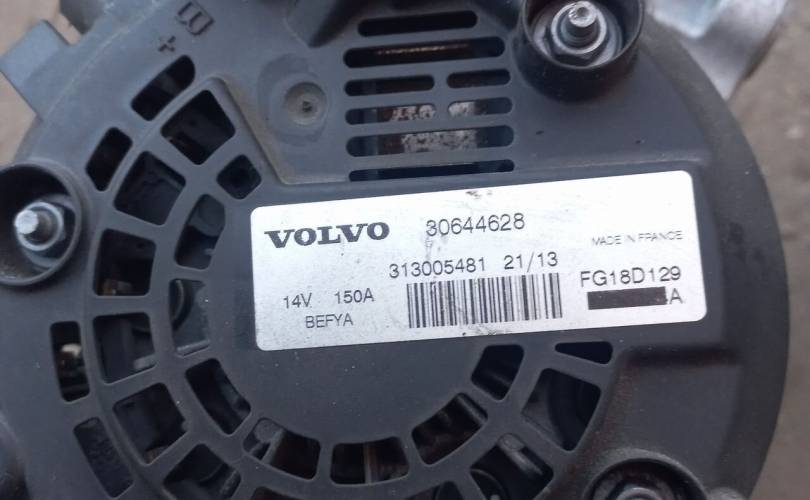 B
+
VOLVO 30644628
MADE IN FRANCE
313005481 21/13
14V 150A
FG18D129
BEFYA
A